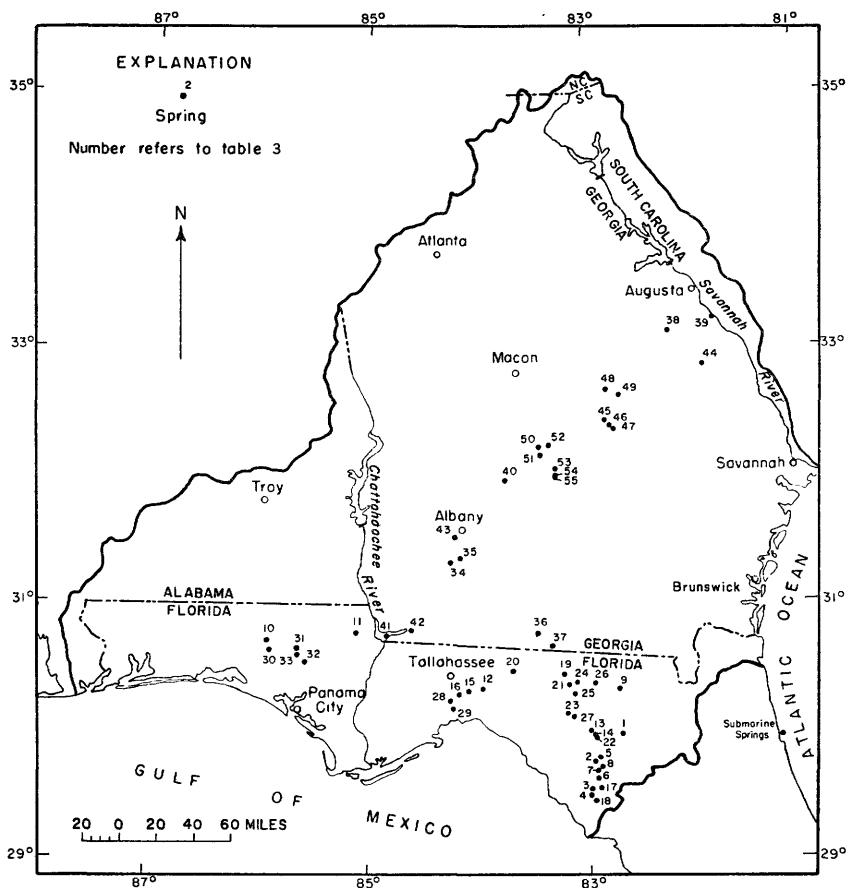 87°
85°
83°
81°
EXPLANATION
2
Spring
Number refers to table 3
35°
35°
N
NC
SC
SOUTH CAROLINA
GEORGIA
Atlanta
Augusta
Savannah
River
38
39
33°
33°
44
Macon
48
49
45
46
47
50
52
51
53
54
55
40
Savannah
Troy
Chattahoochee
River
Albany
43
35
34
Brunswick
31°
31°
ALABAMA
FLORIDA
10
31
11
41
42
36
37
GEORGIA
FLORIDA
30
33
32
Tallahassee
20
19
24
26
9
21
25
16
15
12
28
29
23
27
13
1
14
22
Panama
City
Submarine
Springs
ATLANTIC OCEAN
5
2
8
7
6
3
17
4
18
GULF OF MEXICO
20 0 20 40 60 MILES
29°
29°
87°
85°
83°
81°